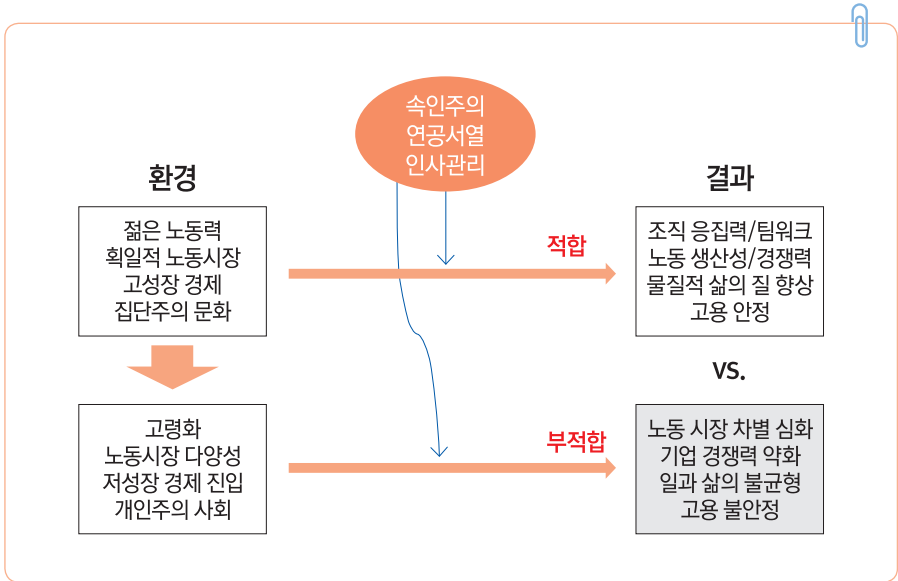 속인주의
연공서열
인사관리
환경
결과
젊은 노동력
획일적 노동시장
고성장 경제
집단주의 문화
적합
조직 응집력/팀워크
노동 생산성/경쟁력
물질적 삶의 질 향상
고용 안정
vs.
고령화
노동시장 다양성
저성장 경제 진입
개인주의 사회
부적합
노동 시장 차별 심화
기업 경쟁력 약화
일과 삶의 불균형
고용 불안정